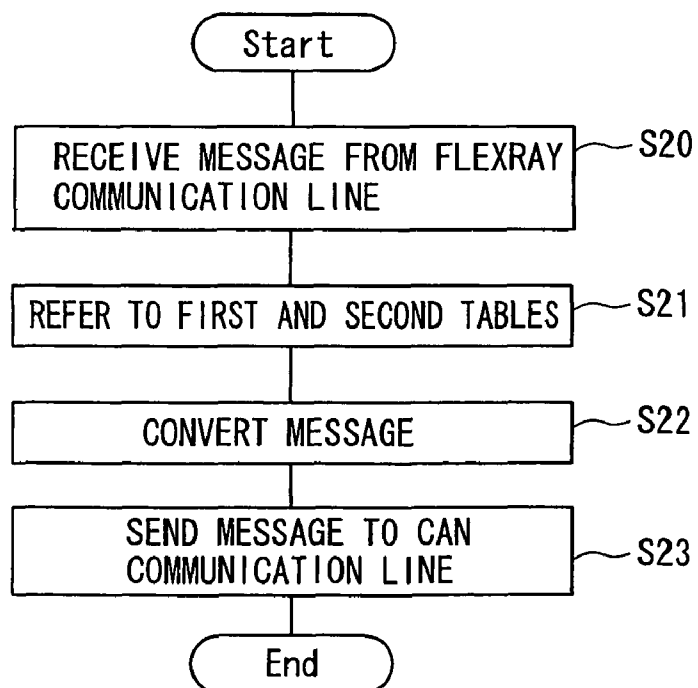 Start
RECEIVE MESSAGE FROM FLEXRAY
COMMUNICATION LINE
S20
REFER TO FIRST AND SECOND TABLES
S21
CONVERT MESSAGE
S22
SEND MESSAGE TO CAN
COMMUNICATION LINE
S23
End